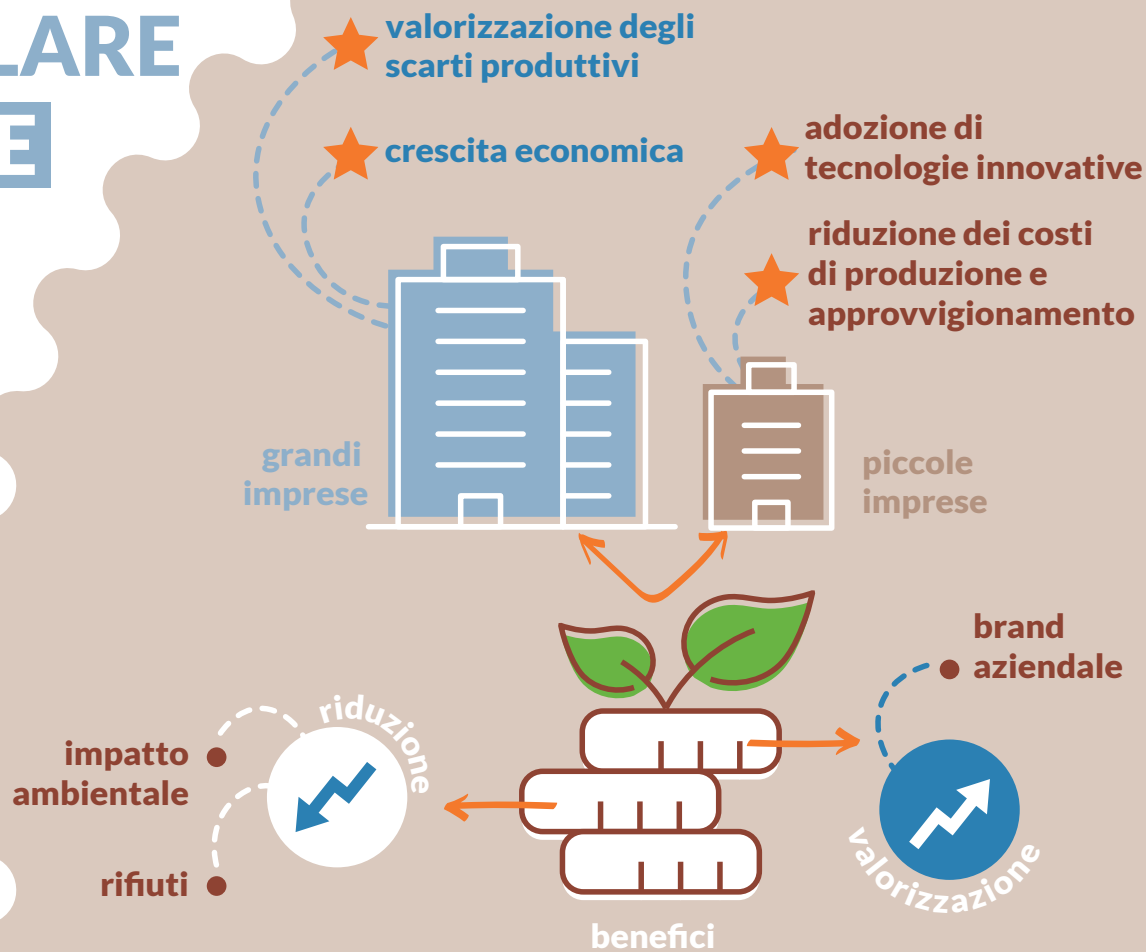 LARE
E
valorizzazione degli
scarti produttivi
crescita economica
adozione di
tecnologie innovative
riduzione dei costi
di produzione e
approvvigionamento
grandi
imprese
piccole
imprese
brand
aziendale
riduzione
impatto
ambientale
rifiuti
valorizzazione
benefici